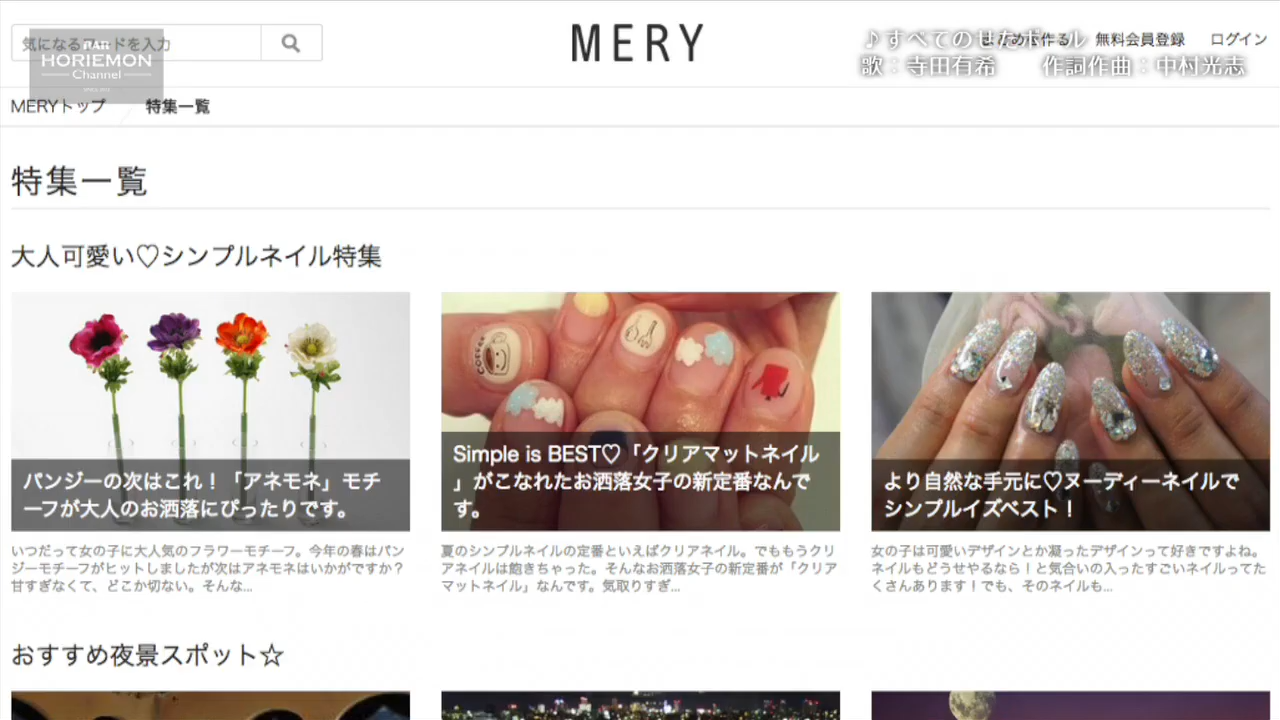 気になる
BAR
HORIEMON
Channel
MERY
♪すべてのせたボール
まとめを作る
無料会員登録
ログイン
歌：寺田有希 作詞作曲：中村光志
MERYトップ
特集一覧
特集一覧
大人可愛い♡シンプルネイル特集
パンジーの次はこれ！「アネモネ」モチ
ーフが大人のお洒落にぴったりです。
いつだって女の子に大人気のフラワーモチーフ。今年の春はパン
ジーモチーフがヒットしましたが次はアネモネはいかがですか？
甘すぎなくて、どこか切ない。そんな...
COFFEE
Simple is BEST♡「クリアマットネイル
」がこなれたお洒落女子の新定番なんで
す。
夏のシンプルネイルの定番といえばクリアネイル。でももうクリ
アネイルは飽きちゃった。そんなお洒落女子の新定番が「クリア
マットネイル」なんです。気取りすぎ...
より自然な手元に♡ヌーディーネイルで
シンプルイズベスト！
女の子は可愛いデザインとか凝ったデザインって好きですよね。
ネイルもどうせやるなら！と気合いの入ったすごいネイルってた
くさんあります！でも、そのネイルも...
おすすめ夜景スポット☆